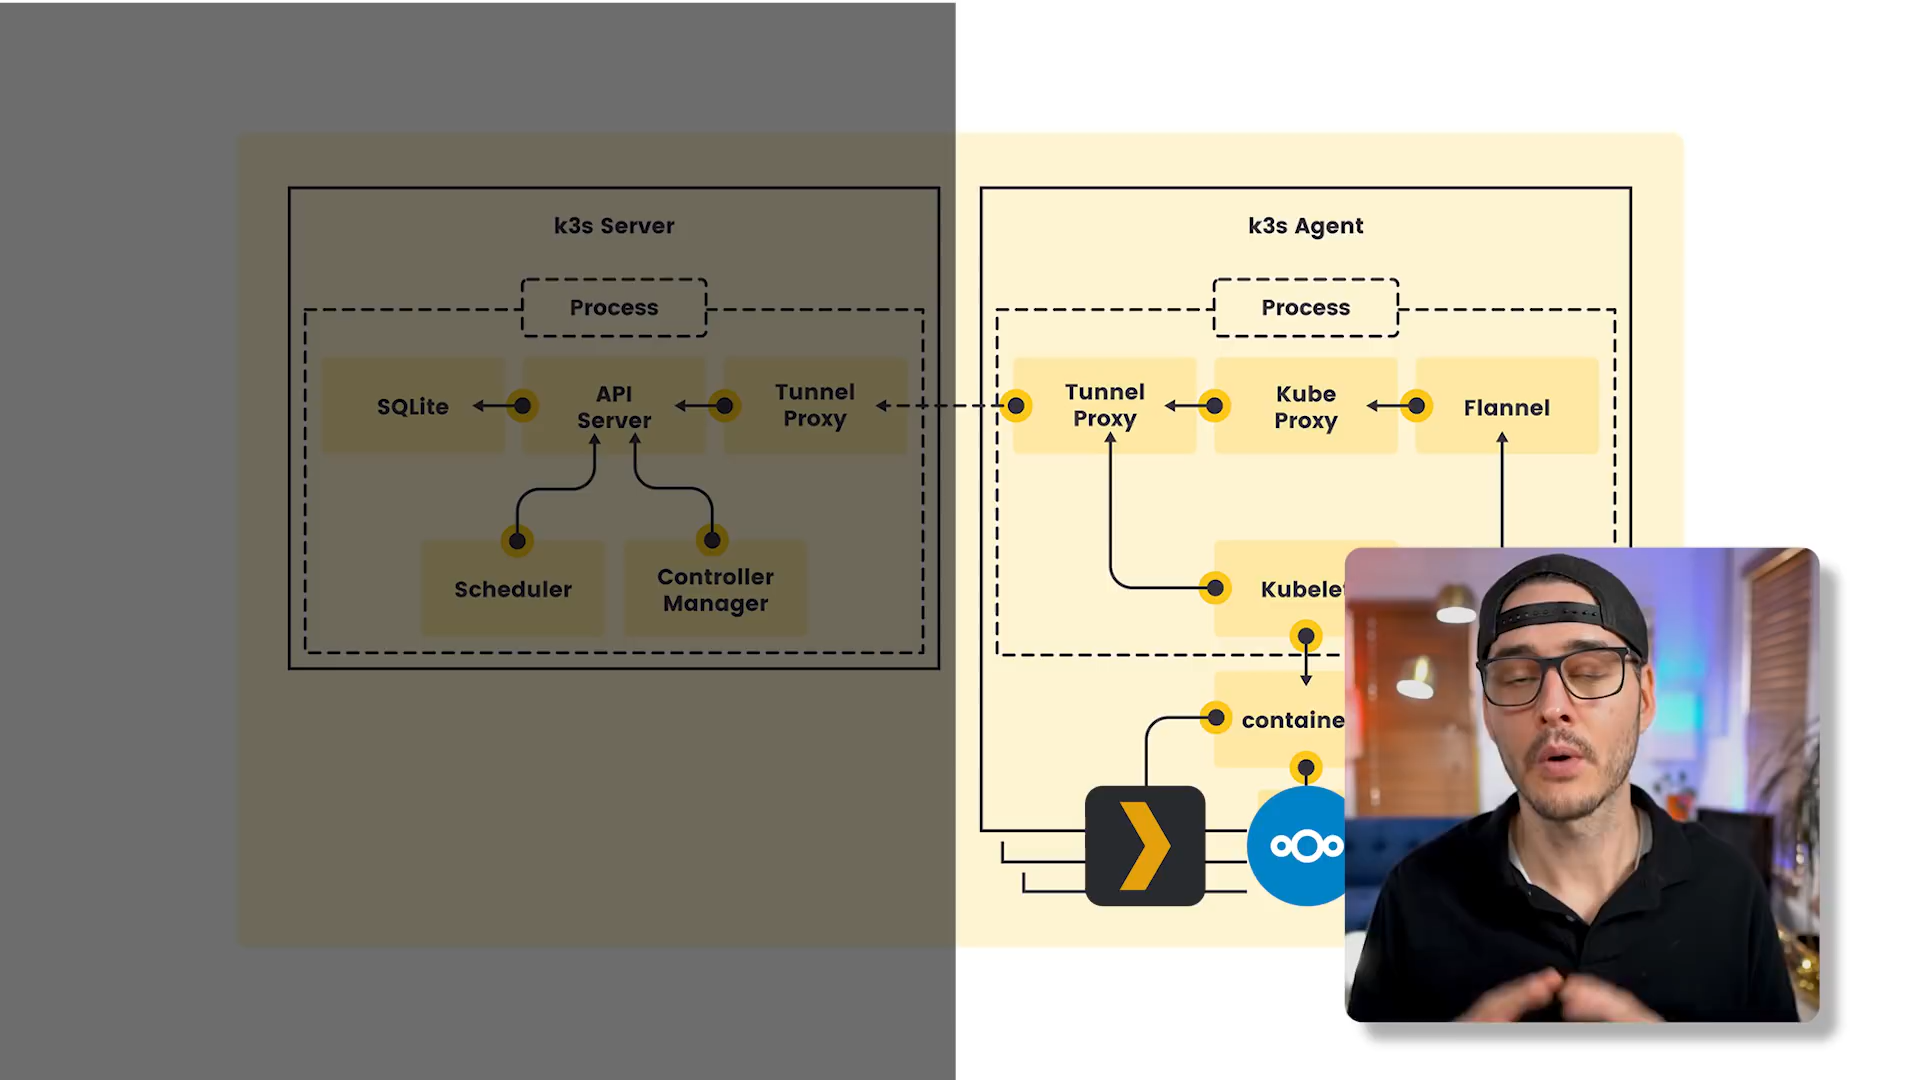 k3s Server
k3s Agent
Process
Process
SQLite
API
Server
Tunnel
Proxy
Tunnel
Proxy
Kube
Proxy
Flannel
Scheduler
Controller
Manager